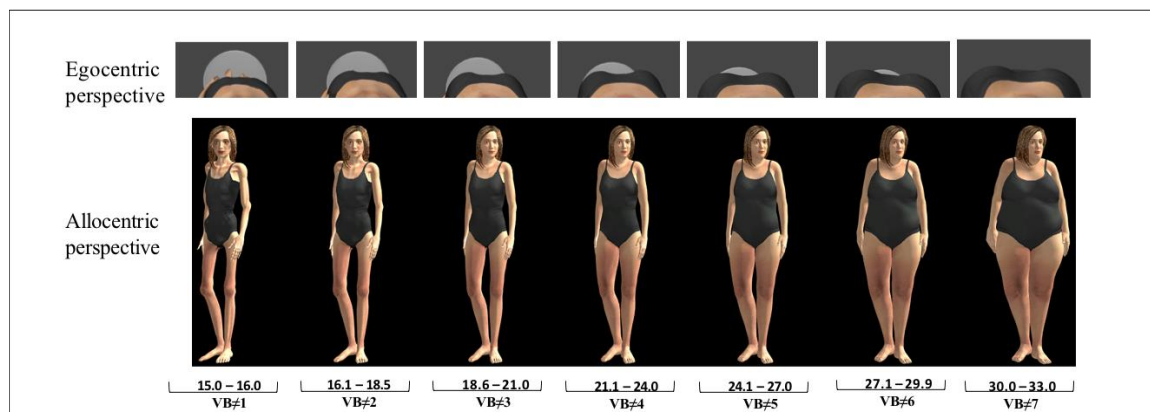 Egocentric
perspective
Allocentric
perspective
15.0 – 16.0 16.1 – 18.5 18.6 – 21.0 21.1 – 24.0 24.1 – 27.0 27.1 – 29.9 30.0 – 33.0
VB≠1 VB≠2 VB≠3 VB≠4 VB≠5 VB≠6 VB≠7